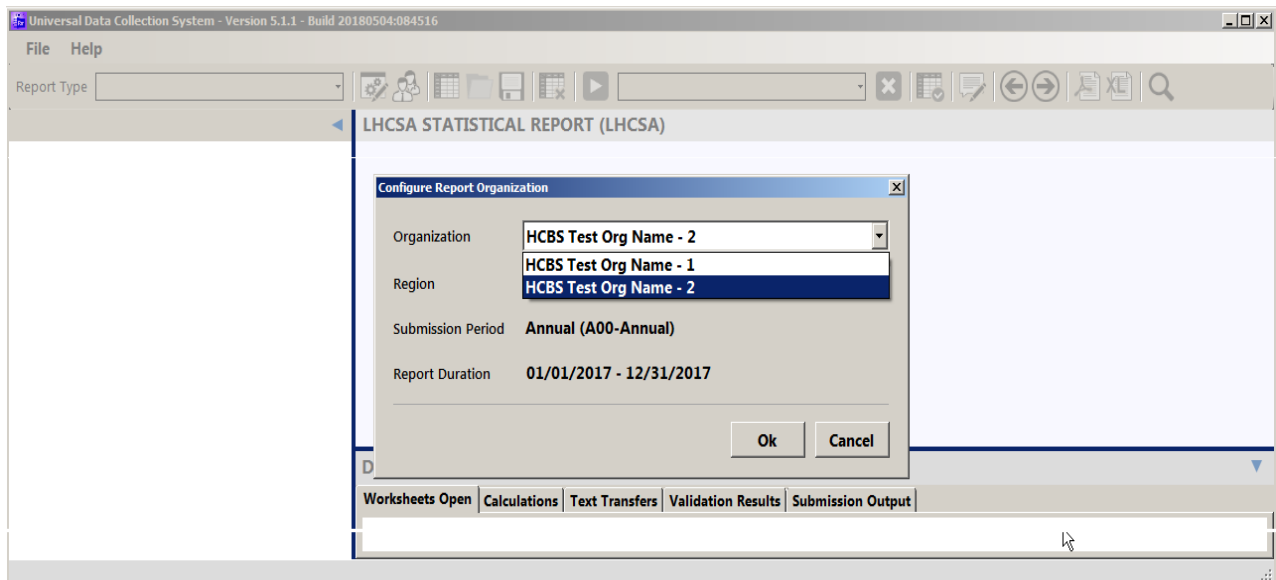 Universal Data Collection System - Version 5.1.1 - Build 20180504:084516
File Help
Report Type
LHCSA STATISTICAL REPORT (LHCSA)
Configure Report Organization
Organization HCBS Test Org Name - 2
HCBS Test Org Name - 1
Region HCBS Test Org Name - 2
Submission Period Annual (A00-Annual)
Report Duration 01/01/2017 - 12/31/2017
Ok Cancel
D
Worksheets Open Calculations Text Transfers Validation Results Submission Output